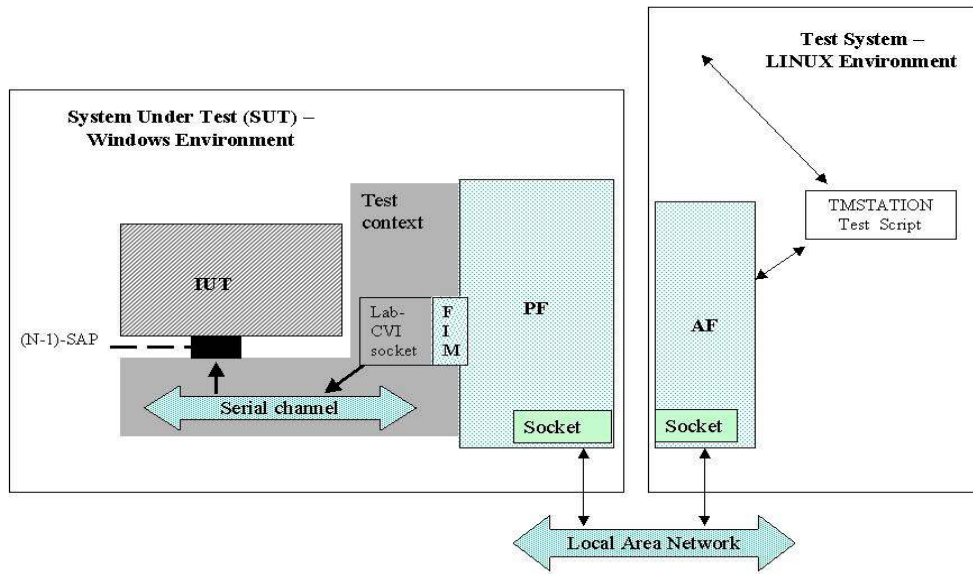 Test System –
LINUX Environment
System Under Test (SUT) –
Windows Environment
Test
context
TMSTATION
Test Script
IUT
PF
AF
Lab-
CVI
socket
F
I
M
(N-1)-SAP
Serial channel
Socket
Socket
Local Area Network